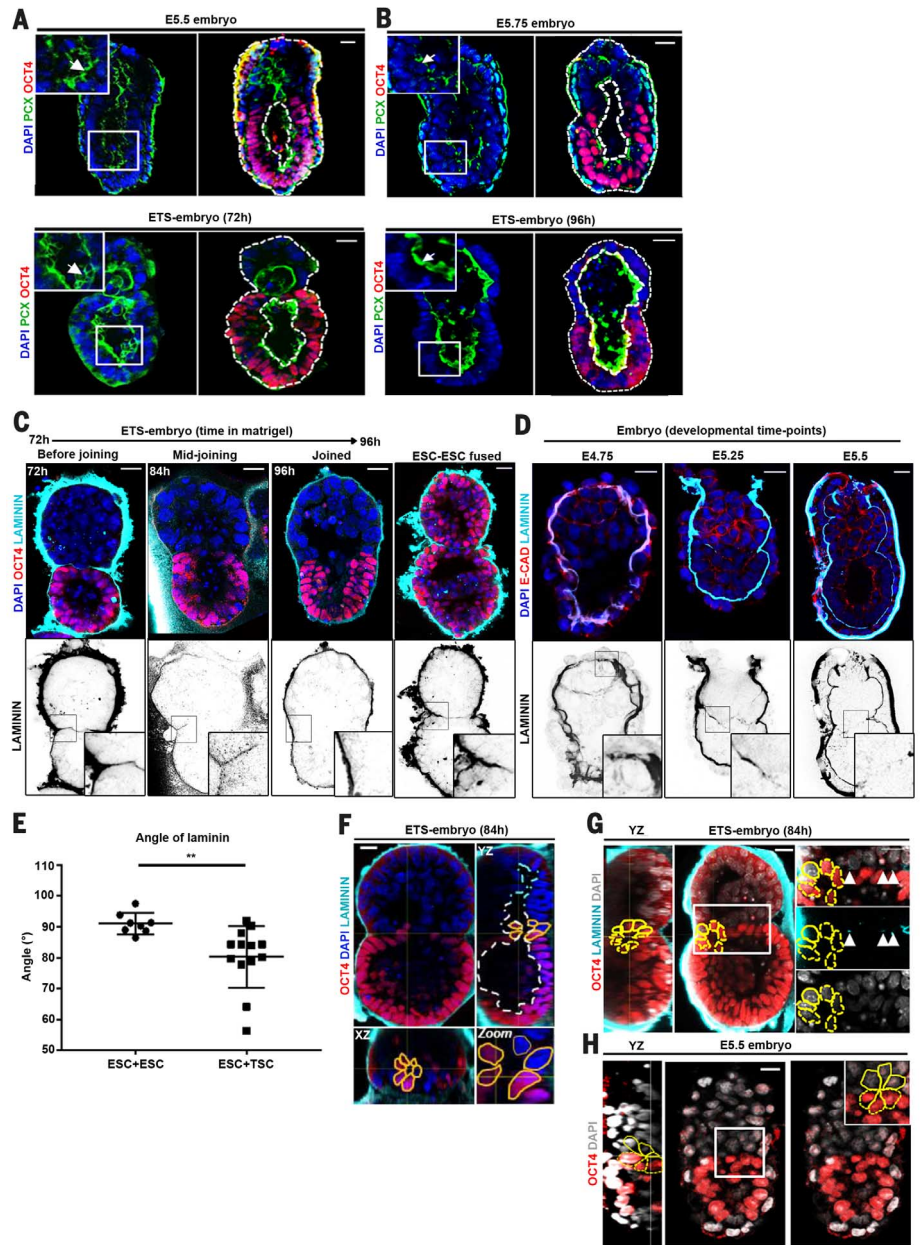 A
E5.5 embryo
DAPI PCX OCT4
ETS-embryo (72h)
DAPI PCX OCT4
B
E5.75 embryo
DAPI PCX OCT4
ETS-embryo (96h)
DAPI PCX OCT4
C
ETS-embryo (time in matrigel)
72h
96h
Before joining
Mid-joining
Joined
ESC-ESC fused
72h
84h
96h
DAPI OCT4 LAMININ
LAMININ
D
Embryo (developmental time-points)
E4.75
E5.25
E5.5
DAPI E-CAD LAMININ
LAMININ
E
Angle of laminin
**
Angle (°)
110
100
90
80
70
60
50
ESC+ESC
ESC+TSC
F
ETS-embryo (84h)
YZ
OCT4 DAPI LAMININ
XZ
Zoom
G
YZ
ETS-embryo (84h)
OCT4 LAMININ DAPI
H
YZ
E5.5 embryo
OCT4 DAPI